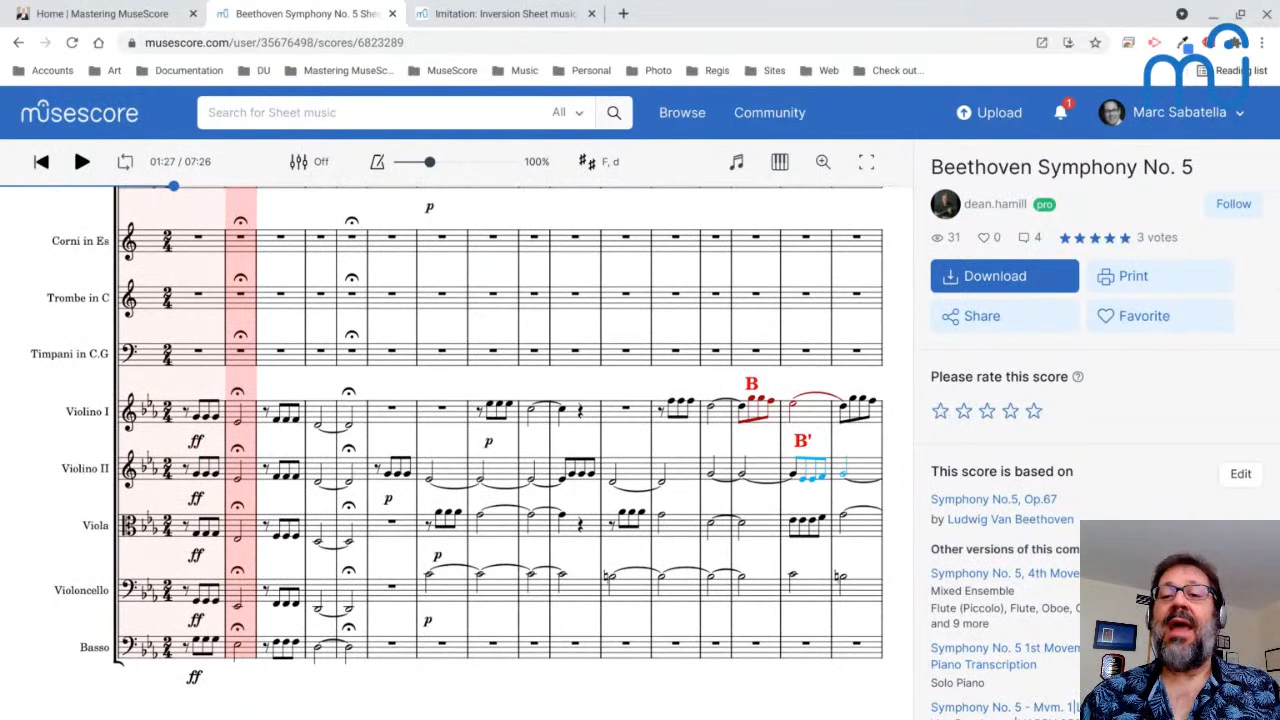 Home | Mastering MuseScore
Beethoven Symphony No. 5 She
Imitation: Inversion Sheet music
musescore.com/user/35676498/scores/6823289
Accounts Art Documentation DU Mastering MuseSc... MuseScore Music Personal Photo Regis Sites Web Check out... Reading list
musescore
Search for Sheet music
All
Browse
Community
Upload
1
Marc Sabatella
01:27 / 07:26
Off
100%
F, d
p
Corni in Es
Trombe in C
Timpani in C.G
B
Violino I
ff
p
B'
Violino II
ff
p
Viola
ff
p
Violoncello
ff
p
Basso
ff
Beethoven Symphony No. 5
dean.hamill pro
Follow
31 0 4 3 votes
Download
Print
Share
Favorite
Please rate this score
This score is based on
Edit
Symphony No.5, Op.67
by Ludwig Van Beethoven
Other versions of this com
Symphony No. 5, 4th Move
Mixed Ensemble
Flute (Piccolo), Flute, Oboe, C
and 9 more
Symphony No. 5 1st Movem
Piano Transcription
Solo Piano
Symphony No. 5 - Mvm. 1